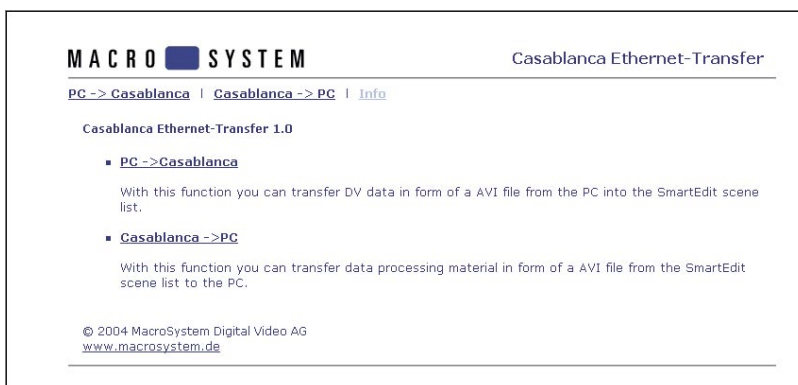 MACRO SYSTEM
Casablanca Ethernet-Transfer
PC -> Casablanca | Casablanca -> PC | Info
Casablanca Ethernet-Transfer 1.0
PC ->Casablanca
With this function you can transfer DV data in form of a AVI file from the PC into the SmartEdit scene
list.
Casablanca ->PC
With this function you can transfer data processing material in form of a AVI file from the SmartEdit
scene list to the PC.
© 2004 MacroSystem Digital Video AG
www.macrosystem.de